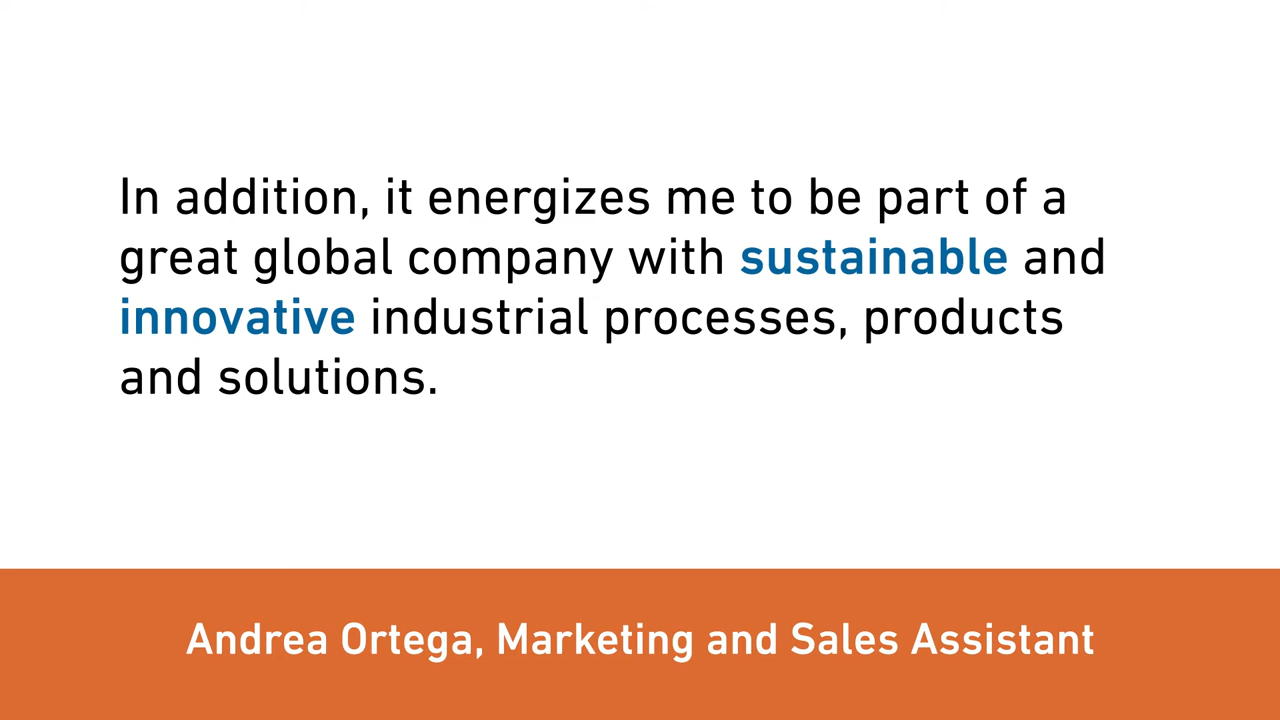 In addition, it energizes me to be part of a
great global company with sustainable and
innovative industrial processes, products
and solutions.
Andrea Ortega, Marketing and Sales Assistant